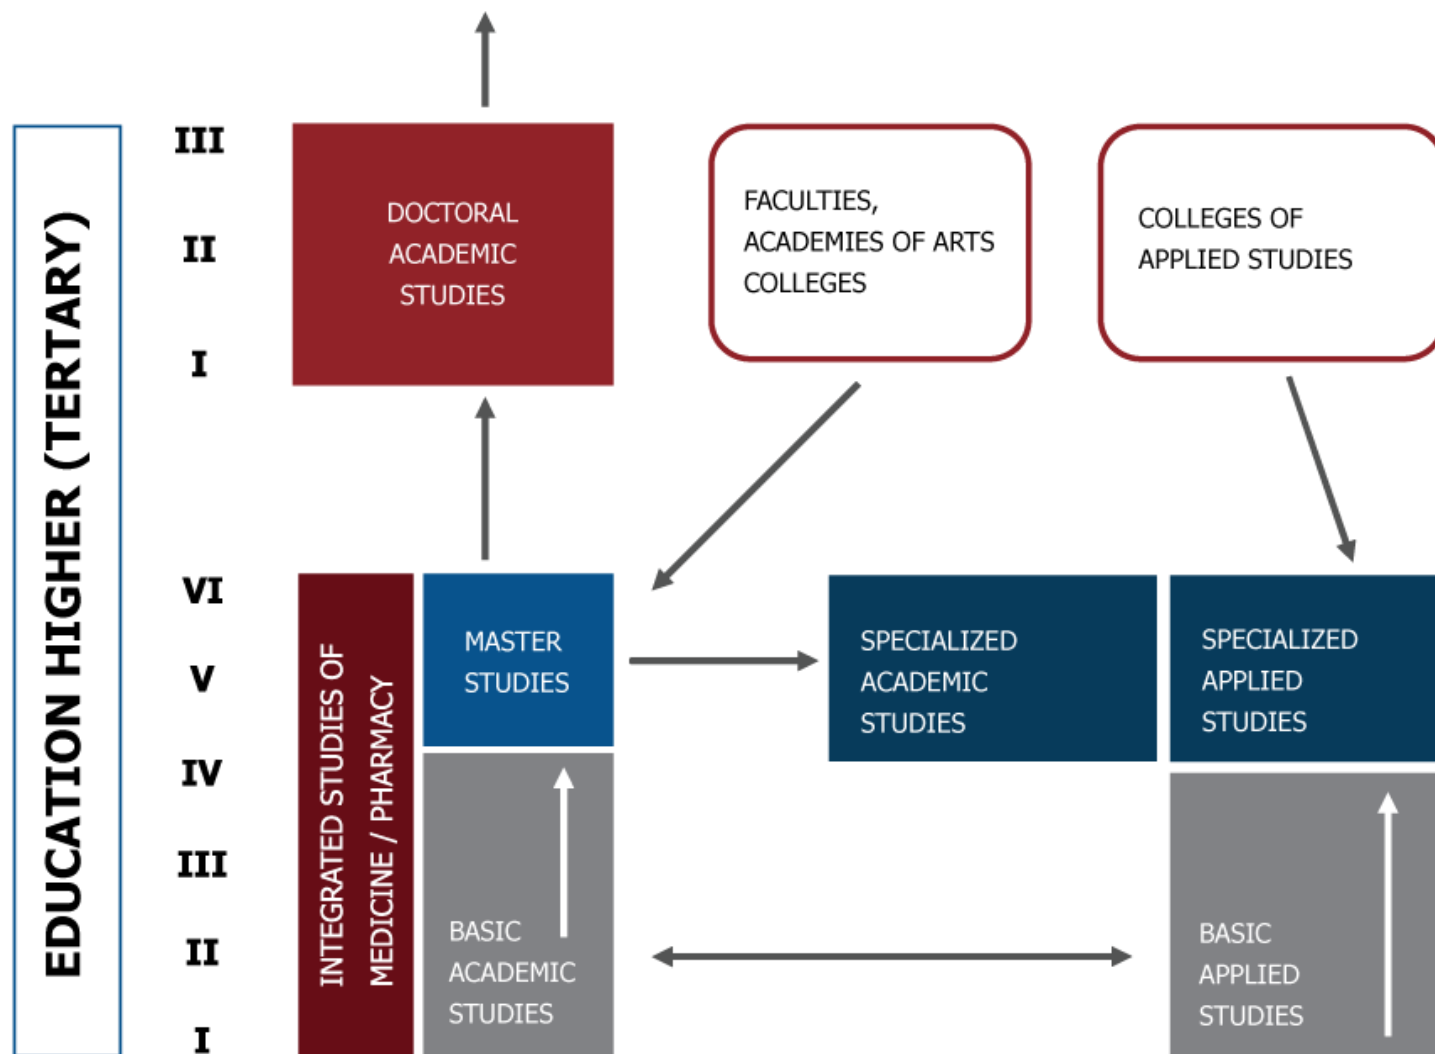 EDUCATION HIGHER (TERTARY)
III
II
I
DOCTORAL
ACADEMIC
STUDIES
FACULTIES,
ACADEMIES OF ARTS
COLLEGES
COLLEGES OF
APPLIED STUDIES
VI
V
IV
III
II
I
INTEGRATED STUDIES OF
MEDICINE / PHARMACY
MASTER
STUDIES
SPECIALIZED
ACADEMIC
STUDIES
SPECIALIZED
APPLIED
STUDIES
BASIC
ACADEMIC
STUDIES
BASIC
APPLIED
STUDIES